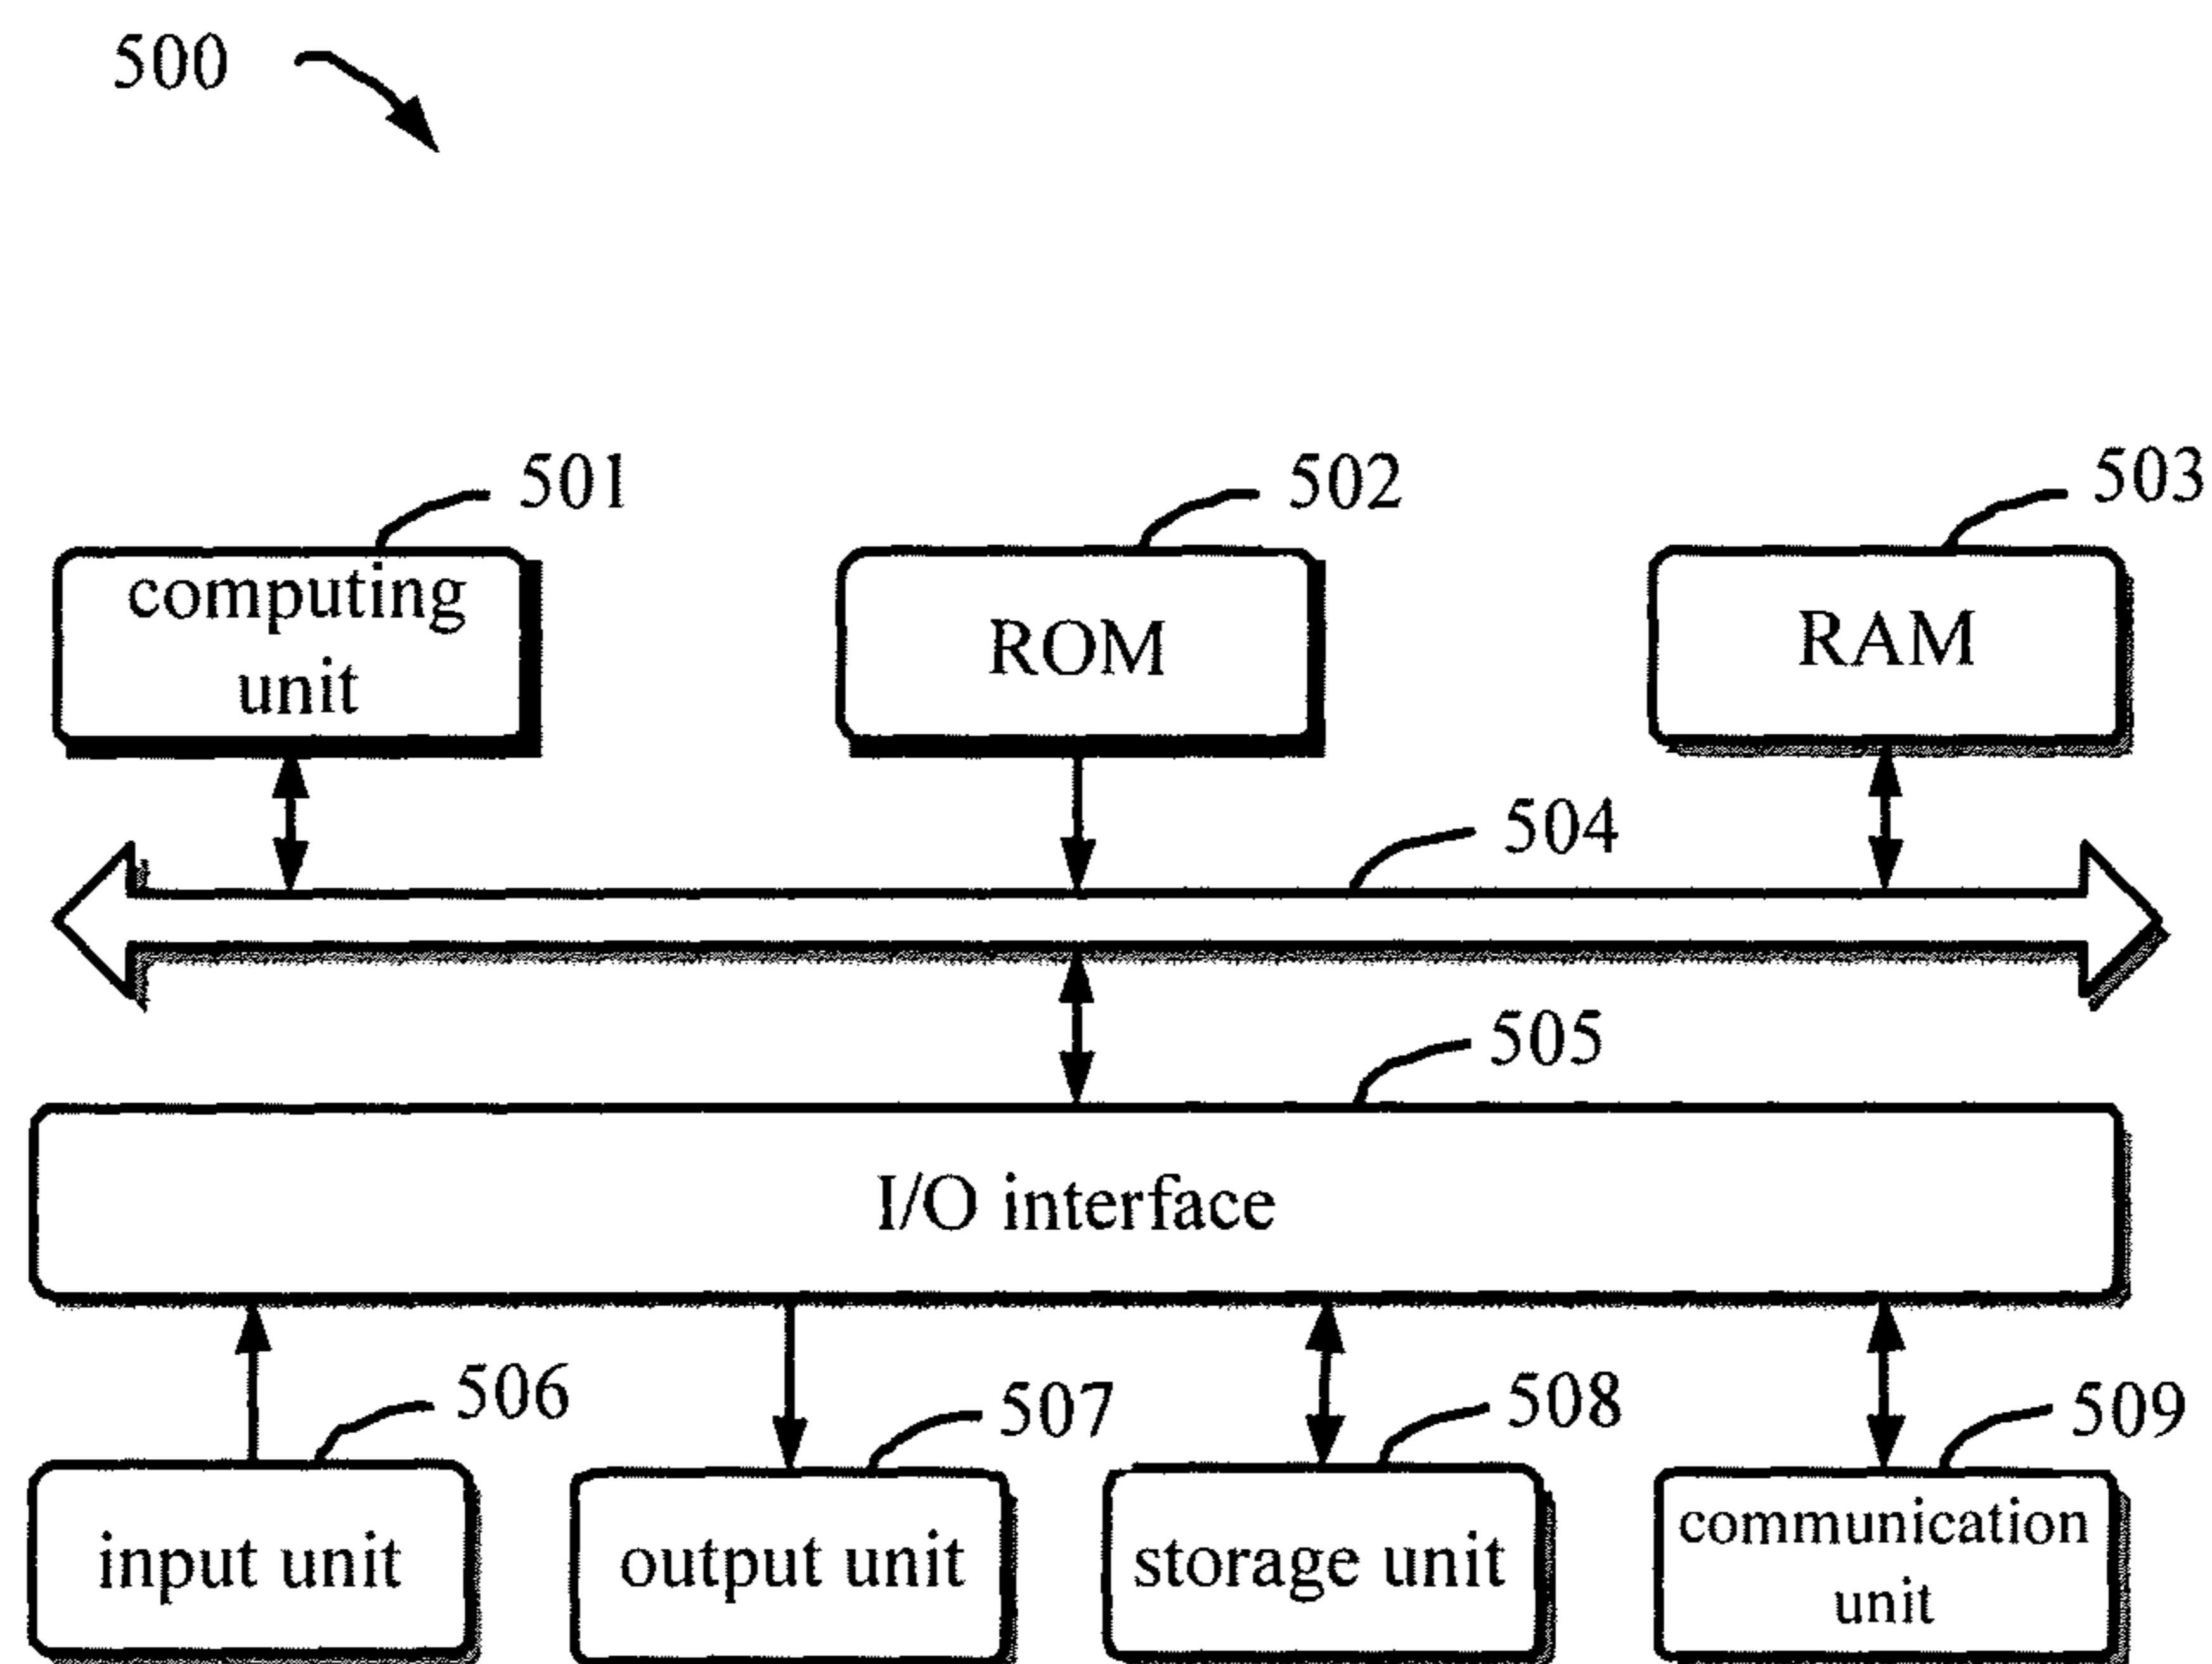 500
501
502
503
computing
unit
ROM
RAM
504
505
I/O interface
506
507
508
509
input unit
output unit
storage unit
communication
unit